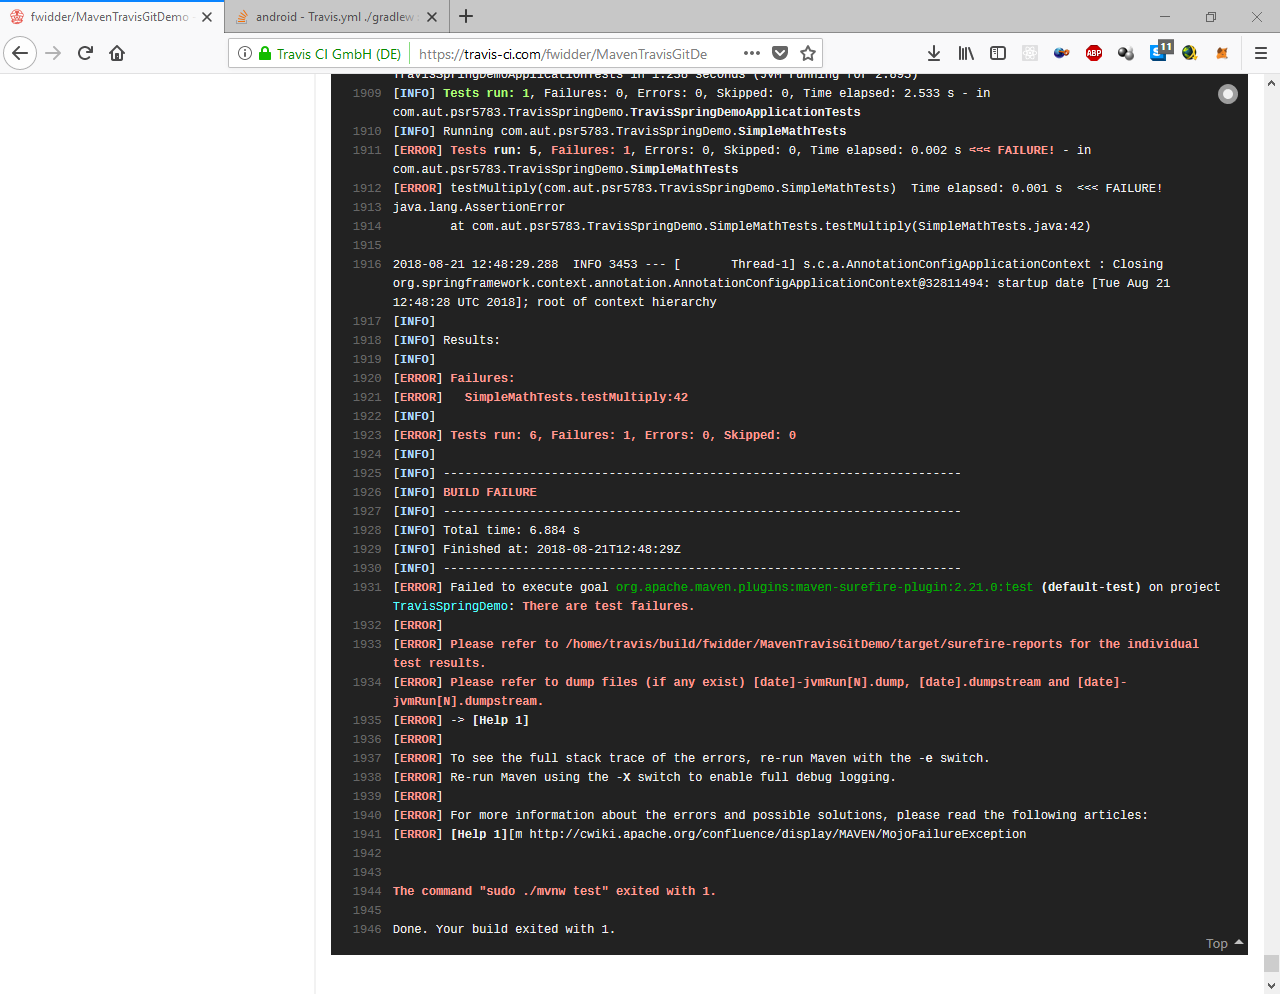 fwidder/MavenTravisGitDemo
android - Travis.yml ./gradlew
Travis CI GmbH (DE)
https://travis-ci.com/fwidder/MavenTravisGitDe
ABP
11
TravisSpringDemoApplicationTests in 1.258 seconds (JVM running for 2.095)
1909 [INFO] Tests run: 1, Failures: 0, Errors: 0, Skipped: 0, Time elapsed: 2.533 s - in
com.aut.psr5783.TravisSpringDemo.TravisSpringDemoApplicationTests
1910 [INFO] Running com.aut.psr5783.TravisSpringDemo.SimpleMathTests
1911 [ERROR] Tests run: 5, Failures: 1, Errors: 0, Skipped: 0, Time elapsed: 0.002 s <<< FAILURE! - in
com.aut.psr5783.TravisSpringDemo.SimpleMathTests
1912 [ERROR] testMultiply(com.aut.psr5783.TravisSpringDemo.SimpleMathTests)  Time elapsed: 0.001 s  <<< FAILURE!
1913 java.lang.AssertionError
1914 at com.aut.psr5783.TravisSpringDemo.SimpleMathTests.testMultiply(SimpleMathTests.java:42)
1915
1916 2018-08-21 12:48:29.288  INFO 3453 --- [       Thread-1] s.c.a.AnnotationConfigApplicationContext : Closing
org.springframework.context.annotation.AnnotationConfigApplicationContext@32811494: startup date [Tue Aug 21
12:48:28 UTC 2018]; root of context hierarchy
1917 [INFO]
1918 [INFO] Results:
1919 [INFO]
1920 [ERROR] Failures:
1921 [ERROR]   SimpleMathTests.testMultiply:42
1922 [INFO]
1923 [ERROR] Tests run: 6, Failures: 1, Errors: 0, Skipped: 0
1924 [INFO]
1925 [INFO] ------------------------------------------------------------------------
1926 [INFO] BUILD FAILURE
1927 [INFO] ------------------------------------------------------------------------
1928 [INFO] Total time: 6.884 s
1929 [INFO] Finished at: 2018-08-21T12:48:29Z
1930 [INFO] ------------------------------------------------------------------------
1931 [ERROR] Failed to execute goal org.apache.maven.plugins:maven-surefire-plugin:2.21.0:test (default-test) on project
TravisSpringDemo: There are test failures.
1932 [ERROR]
1933 [ERROR] Please refer to /home/travis/build/fwidder/MavenTravisGitDemo/target/surefire-reports for the individual
test results.
1934 [ERROR] Please refer to dump files (if any exist) [date]-jvmRun[N].dump, [date].dumpstream and [date]-
jvmRun[N].dumpstream.
1935 [ERROR] -> [Help 1]
1936 [ERROR]
1937 [ERROR] To see the full stack trace of the errors, re-run Maven with the -e switch.
1938 [ERROR] Re-run Maven using the -X switch to enable full debug logging.
1939 [ERROR]
1940 [ERROR] For more information about the errors and possible solutions, please read the following articles:
1941 [ERROR] [Help 1][m http://cwiki.apache.org/confluence/display/MAVEN/MojoFailureException
1942
1943
1944 The command "sudo ./mvnw test" exited with 1.
1945
1946 Done. Your build exited with 1.
Top